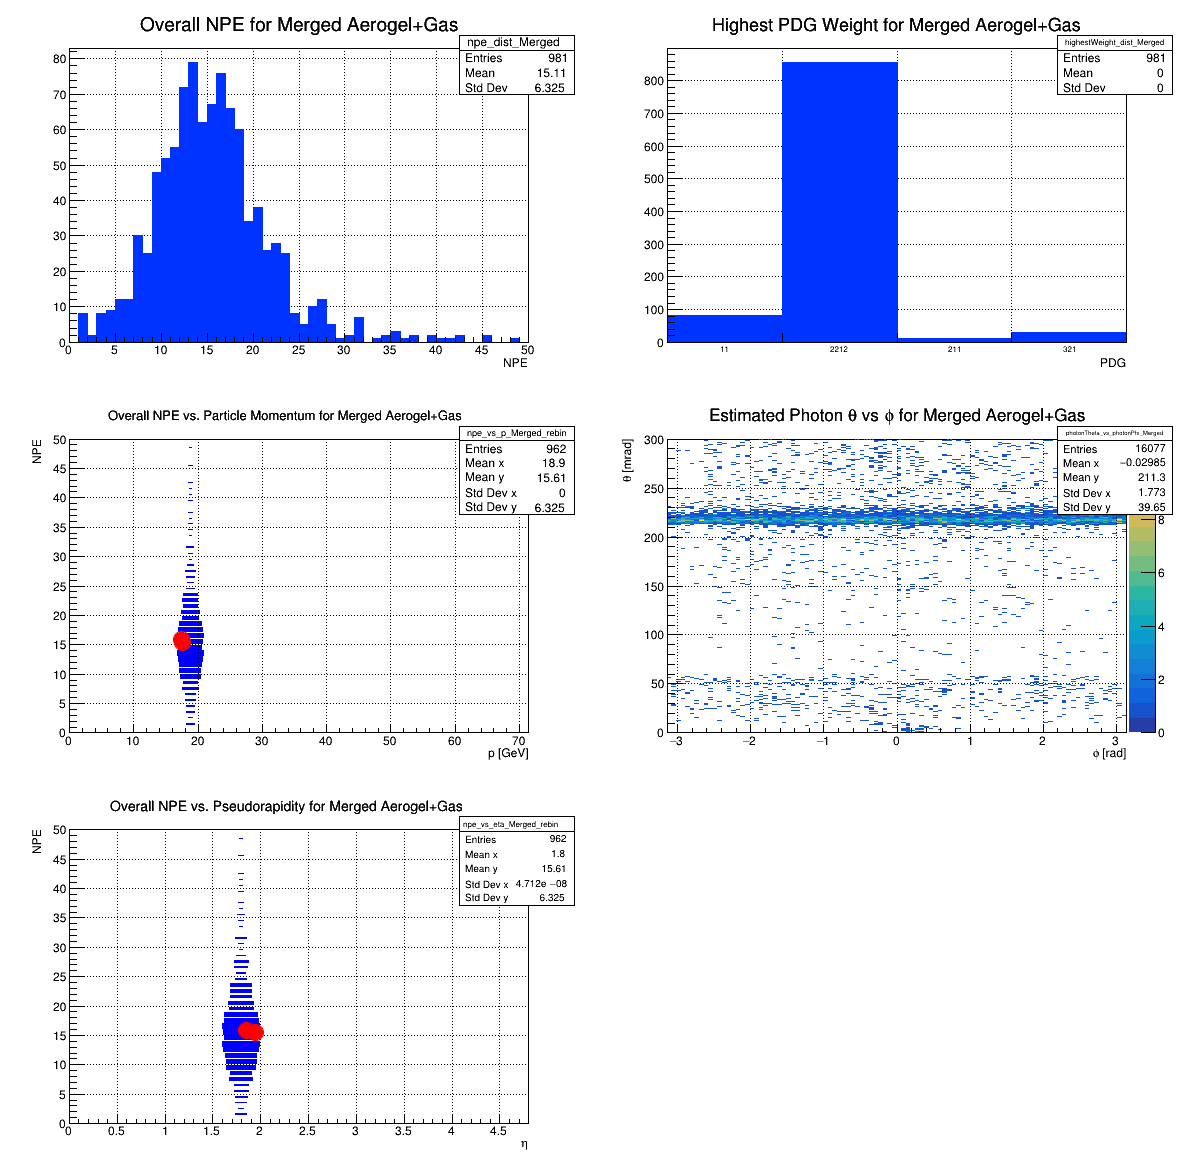 Overall NPE for Merged Aerogel+Gas
npe_dist_Merged
Entries 981
Mean 15.11
Std Dev 6.325
80
70
60
50
40
30
20
10
0
0 5 10 15 20 25 30 35 40 45 50
NPE
Highest PDG Weight for Merged Aerogel+Gas
highestWeight_dist_Merged
Entries 981
Mean 0
Std Dev 0
800
700
600
500
400
300
200
100
0
11 2212 211 321
PDG
Overall NPE vs. Particle Momentum for Merged Aerogel+Gas
npe_vs_p_Merged_rebin
Entries 962
Mean x 18.9
Mean y 15.61
Std Dev x 0
Std Dev y 6.325
NPE
50
45
40
35
30
25
20
15
10
5
0
0 10 20 30 40 50 60 70
p [GeV]
Estimated Photon θ vs ϕ for Merged Aerogel+Gas
photonTheta_vs_photonPhi_Merged
Entries 16077
Mean x −0.02985
Mean y 211.3
Std Dev x 1.773
Std Dev y 39.65
θ [mrad]
300
250
200
150
100
50
0
−3 −2 −1 0 1 2 3
ϕ [rad]
8
6
4
2
0
Overall NPE vs. Pseudorapidity for Merged Aerogel+Gas
npe_vs_eta_Merged_rebin
Entries 962
Mean x 1.8
Mean y 15.61
Std Dev x 4.712e −08
Std Dev y 6.325
NPE
50
45
40
35
30
25
20
15
10
5
0
0 0.5 1 1.5 2 2.5 3 3.5 4 4.5
η